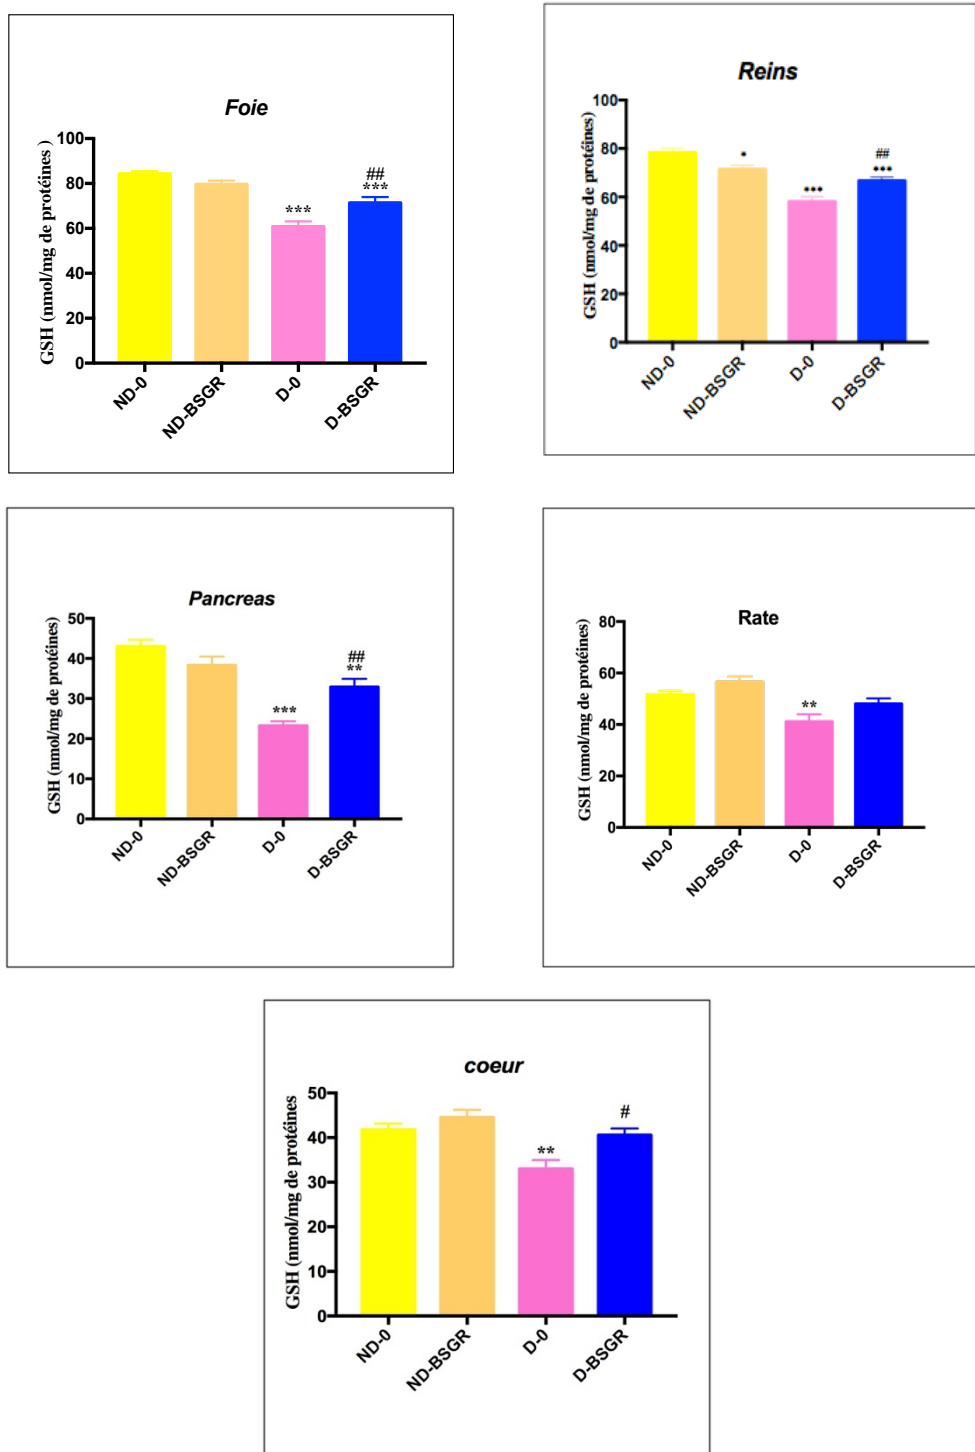 Foie
GSH (nmol/mg de protéines )
100
80
60
40
20
0
***
##
***
ND-0
ND-BSGR
D-0
D-BSGR
Reins
GSH (nmol/mg de protéines)
100
80
60
40
20
0
*
***
##
***
ND-0
ND-BSGR
D-0
D-BSGR
Pancreas
GSH (nmol/mg de protéines)
50
40
30
20
10
0
***
##
**
ND-0
ND-BSGR
D-0
D-BSGR
Rate
GSH (nmol/mg de protéines)
80
60
40
20
0
**
ND-0
ND-BSGR
D-0
D-BSGR
coeur
GSH (nmol/mg de protéines
50
40
30
20
10
0
**
#
ND-0
ND-BSGR
D-0
D-BSGR